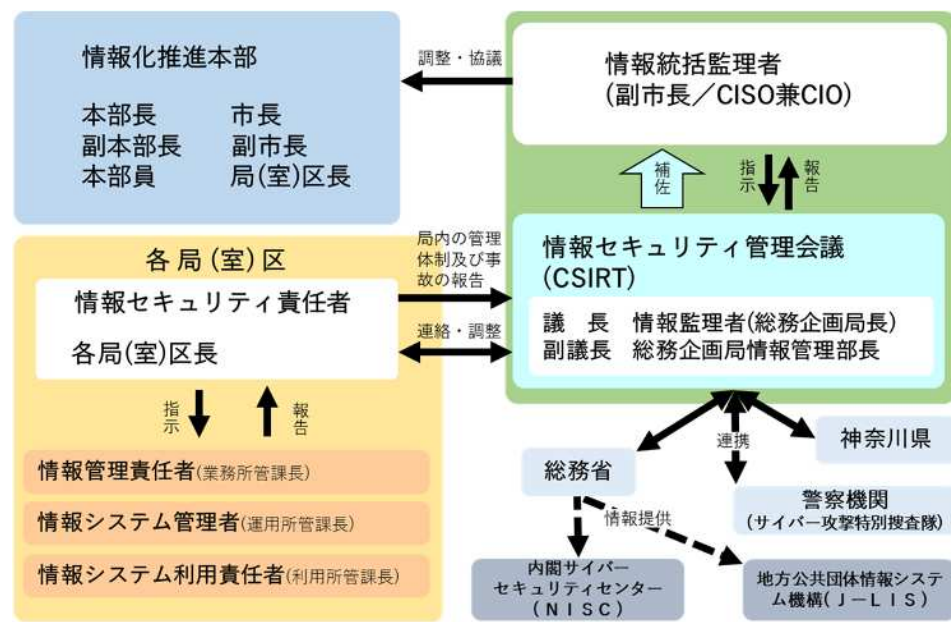 情報化推進本部
本部長 市長
副本部長 副市長
本部員 局(室)区長
調整・協議
情報統括監理者
(副市長／CISO兼CIO)
補佐
指示
報告
情報セキュリティ管理会議
(CSIRT)
議　長　情報監理者(総務企画局長)
副議長　総務企画局情報管理部長
各局(室)区
情報セキュリティ責任者
各局(室)区長
局内の管理
体制及び事
故の報告
連絡・調整
指示
報告
情報管理責任者(業務所管課長)
情報システム管理者(運用所管課長)
情報システム利用責任者(利用所管課長)
連携
総務省
神奈川県
警察機関
(サイバー攻撃特別捜査隊)
情報提供
内閣サイバー
セキュリティセンター
(ＮＩＳＣ)
地方公共団体情報システ
ム機構(Ｊ－ＬＩＳ)